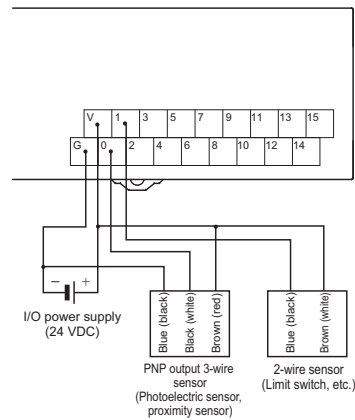 V 1 3 5 7 9 11 13 15
G 0 2 4 6 8 10 12 14
− +
I/O power supply
(24 VDC)
Blue (black)
Black (white)
Brown (red)
Blue (black)
Brown (white)
PNP output 3-wire
sensor
(Photoelectric sensor,
proximity sensor)
2-wire sensor
(Limit switch, etc.)